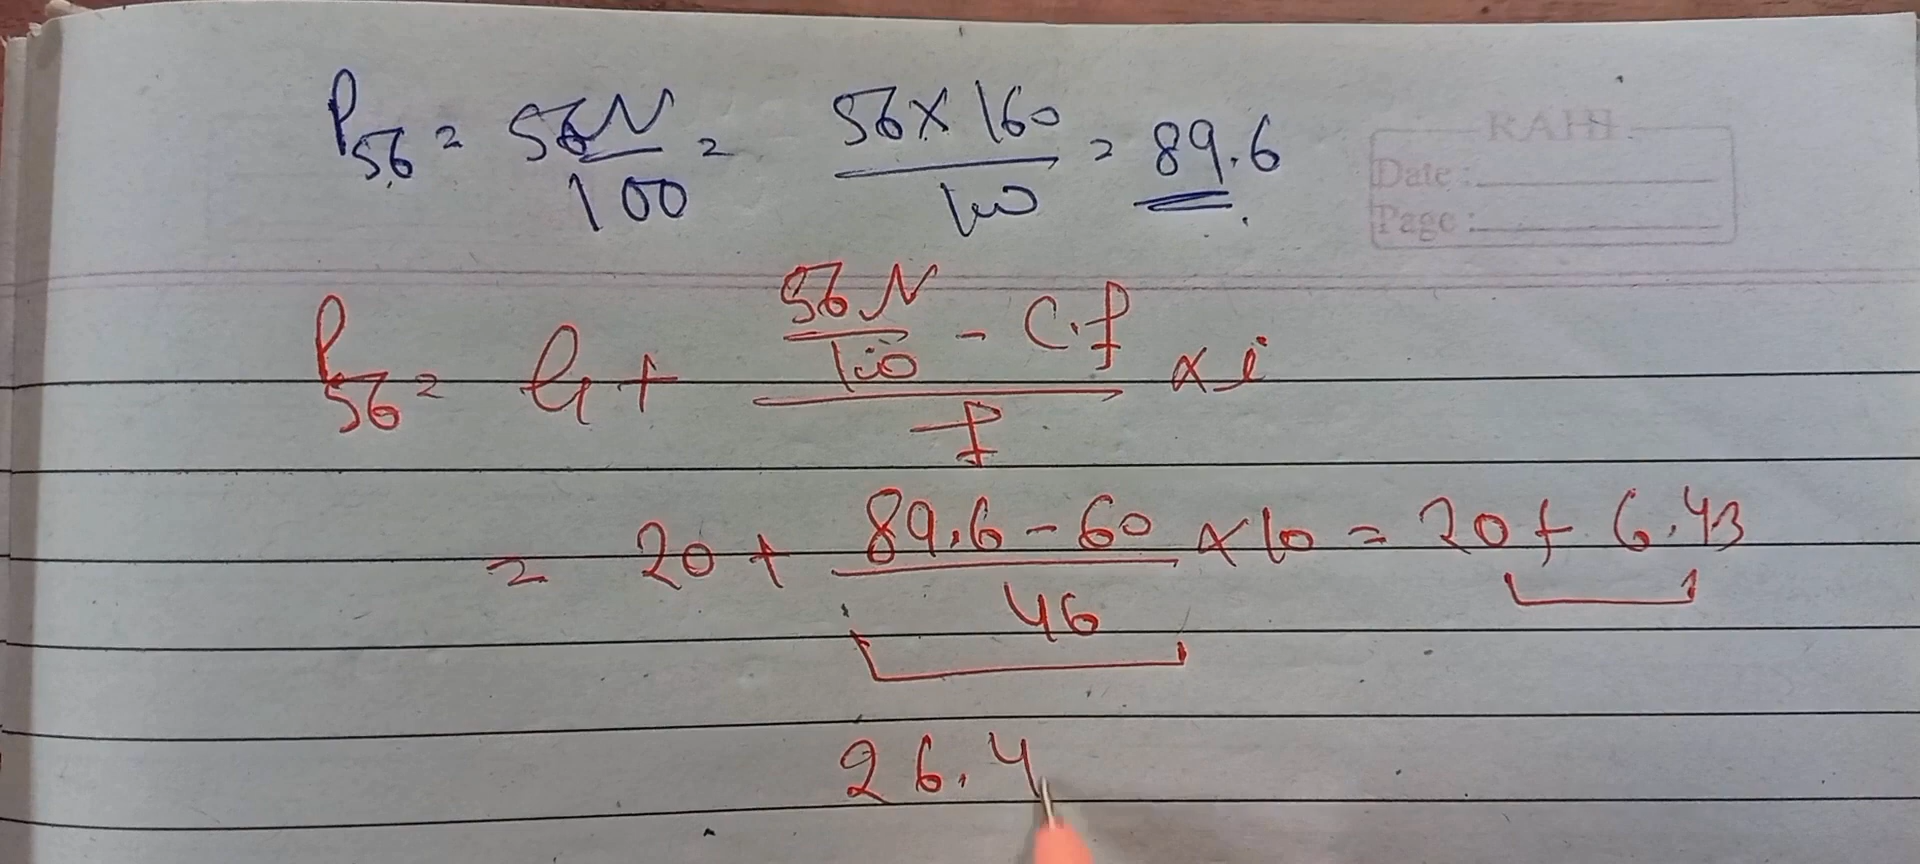 P56 = 56N/100 = 56 × 160/100 = 89.6
RAHI
Date :
Page :
P56 = l1 + (56N/100 - C.f)/f × i
= 20 + (89.6 - 60)/46 × 10 = 20 + 6.43
26.4